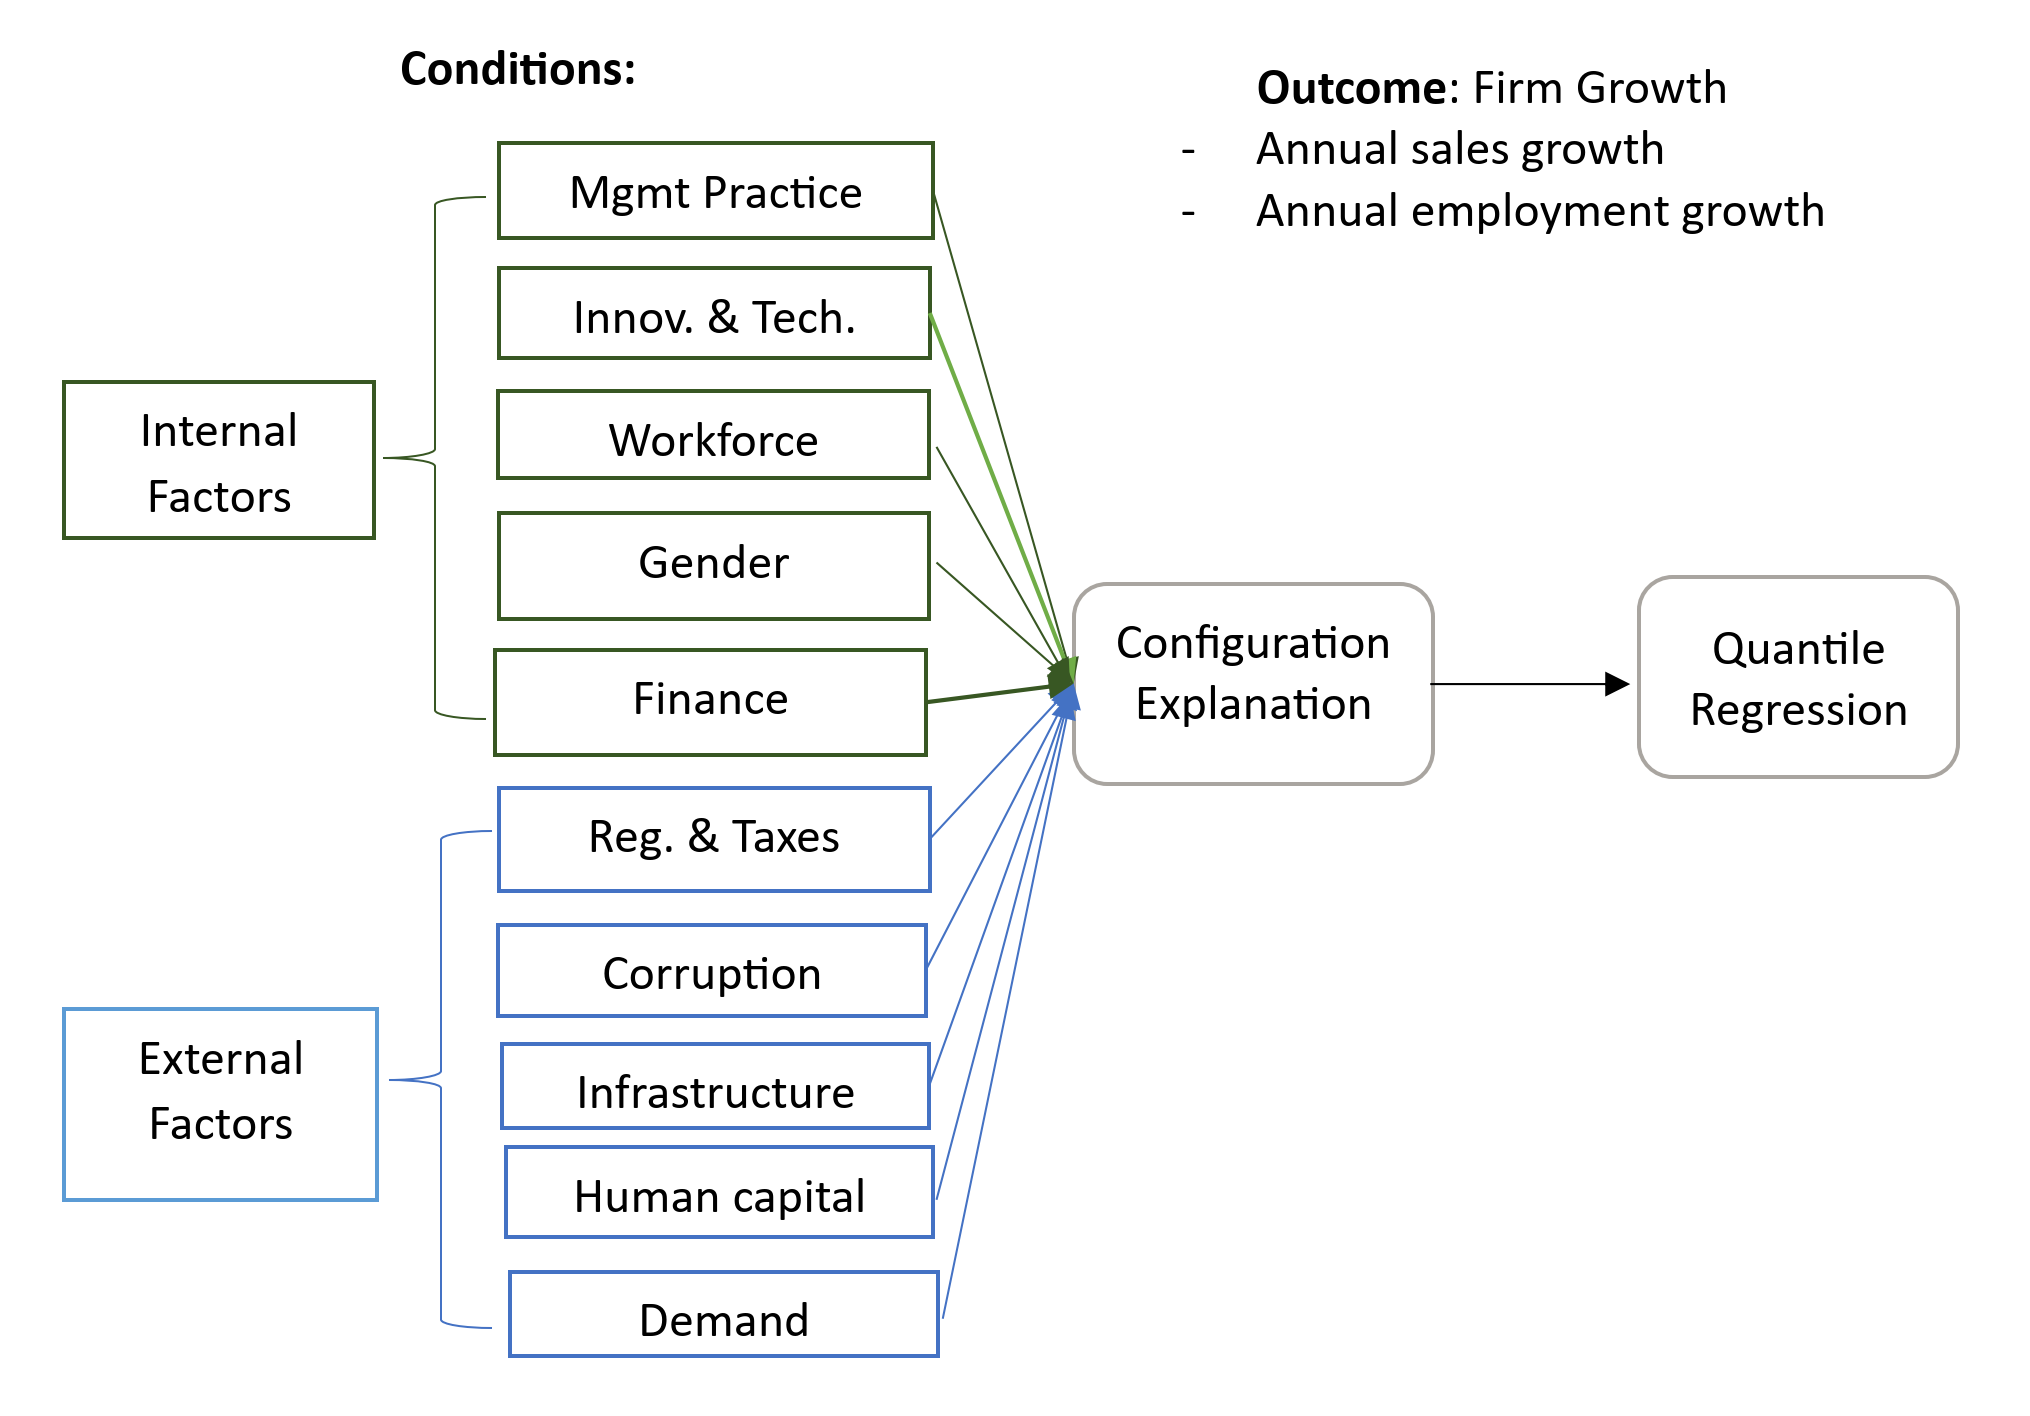 Conditions:
Outcome: Firm Growth
- Annual sales growth
- Annual employment growth
Mgmt Practice
Innov. & Tech.
Workforce
Gender
Finance
Internal
Factors
Reg. & Taxes
Corruption
Infrastructure
Human capital
Demand
External
Factors
Configuration
Explanation
Quantile
Regression